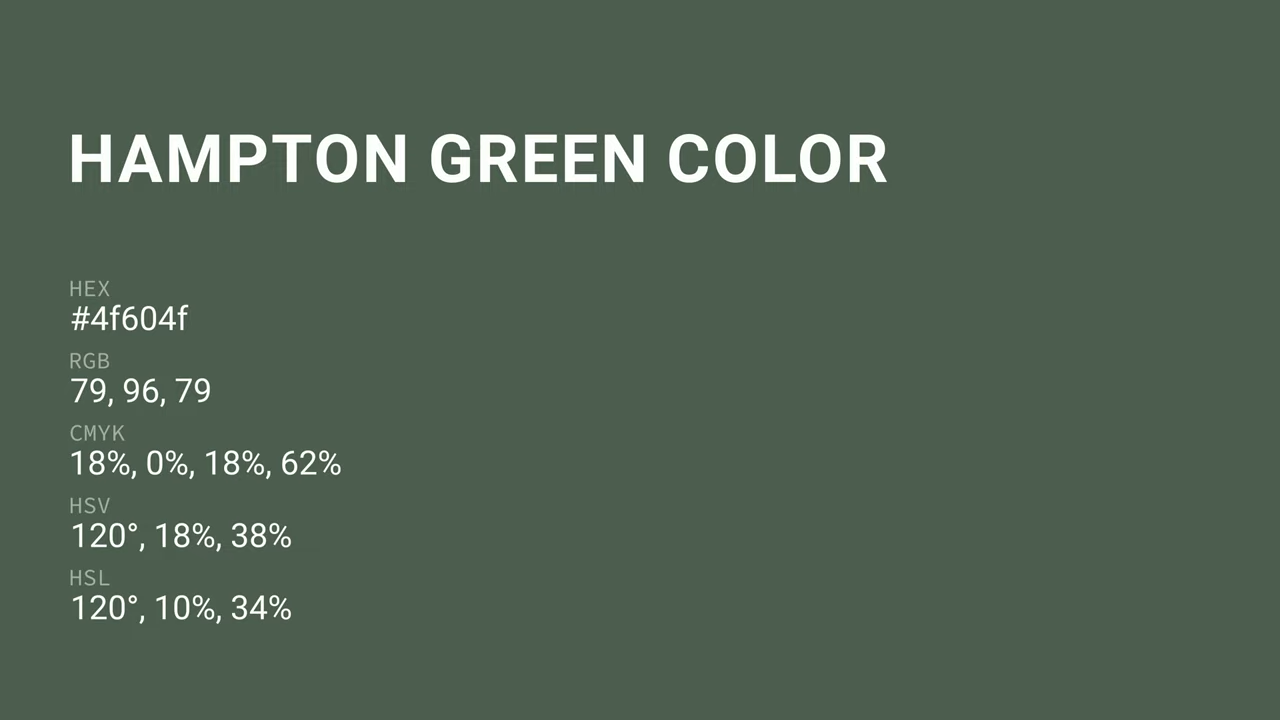 HAMPTON GREEN COLOR
HEX
#4f604f
RGB
79, 96, 79
CMYK
18%, 0%, 18%, 62%
HSV
120°, 18%, 38%
HSL
120°, 10%, 34%